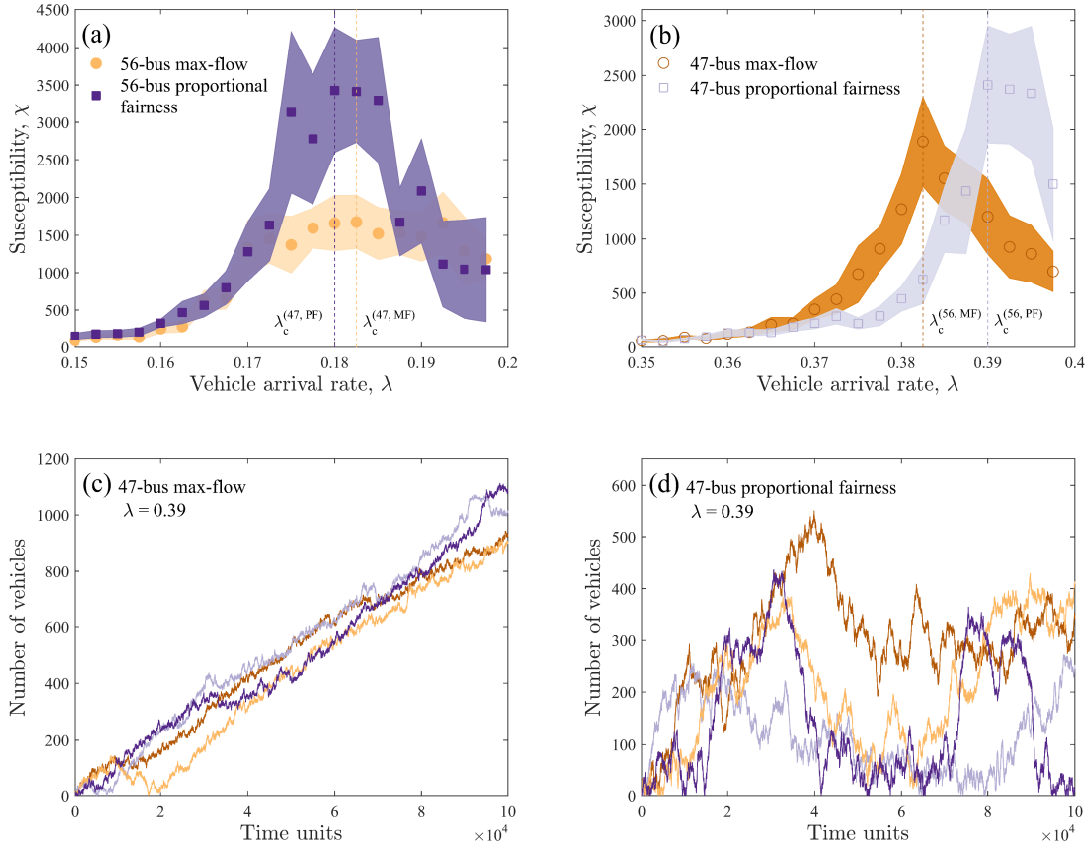 (a)
56-bus max-flow
56-bus proportional
fairness
Susceptibility, χ
4500
4000
3500
3000
2500
2000
1500
1000
500
0
λc(47, PF)
λc(47, MF)
0.15
0.16
0.17
0.18
0.19
0.2
Vehicle arrival rate, λ
(b)
47-bus max-flow
47-bus proportional fairness
Susceptibility, χ
3000
2500
2000
1500
1000
500
0
λc(56, MF)
λc(56, PF)
0.35
0.36
0.37
0.38
0.39
0.4
Vehicle arrival rate, λ
(c)
47-bus max-flow
λ = 0.39
Number of vehicles
1200
1000
800
600
400
200
0
0
2
4
6
8
10
Time units
×10⁴
(d)
47-bus proportional fairness
λ = 0.39
Number of vehicles
600
500
400
300
200
100
0
0
2
4
6
8
10
Time units
×10⁴